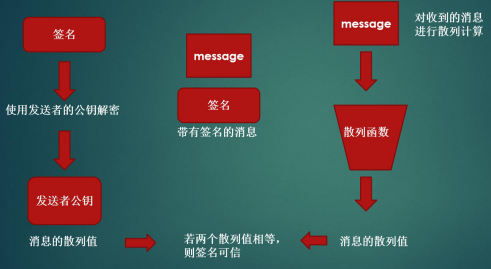 签名
使用发送者的公钥解密
发送者公钥
消息的散列值
message
签名
带有签名的消息
若两个散列值相等，
则签名可信
message
对收到的消息
进行散列计算
散列函数
消息的散列值